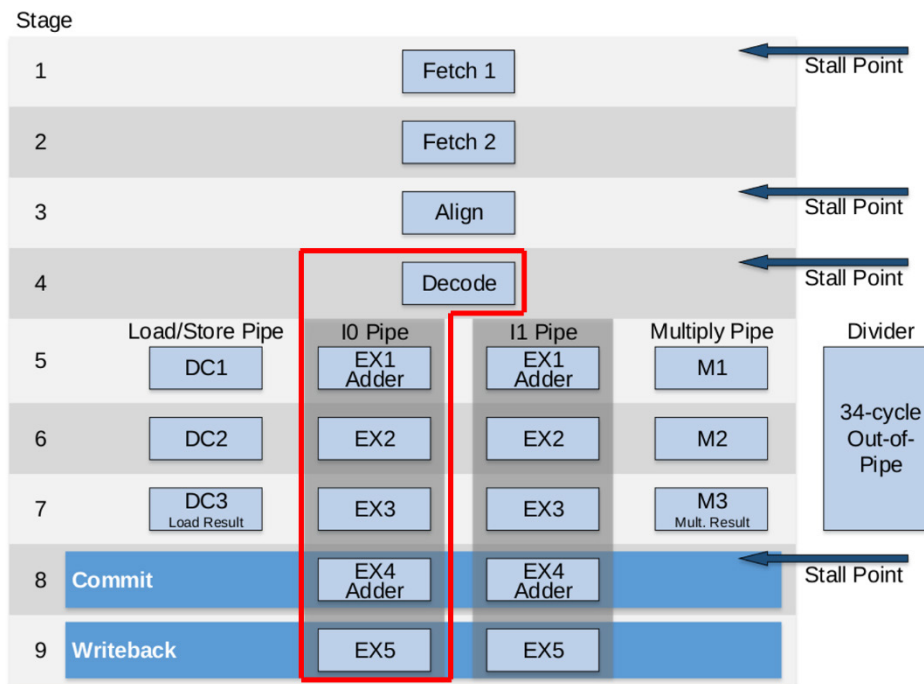 Stage
1
Fetch 1
Stall Point
2
Fetch 2
3
Align
Stall Point
4
Decode
Stall Point
Load/Store Pipe
I0 Pipe
I1 Pipe
Multiply Pipe
Divider
5
DC1
EX1
Adder
EX1
Adder
M1
34-cycle
Out-of-
Pipe
6
DC2
EX2
EX2
M2
7
DC3
Load Result
EX3
EX3
M3
Mult. Result
8
Commit
EX4
Adder
EX4
Adder
Stall Point
9
Writeback
EX5
EX5